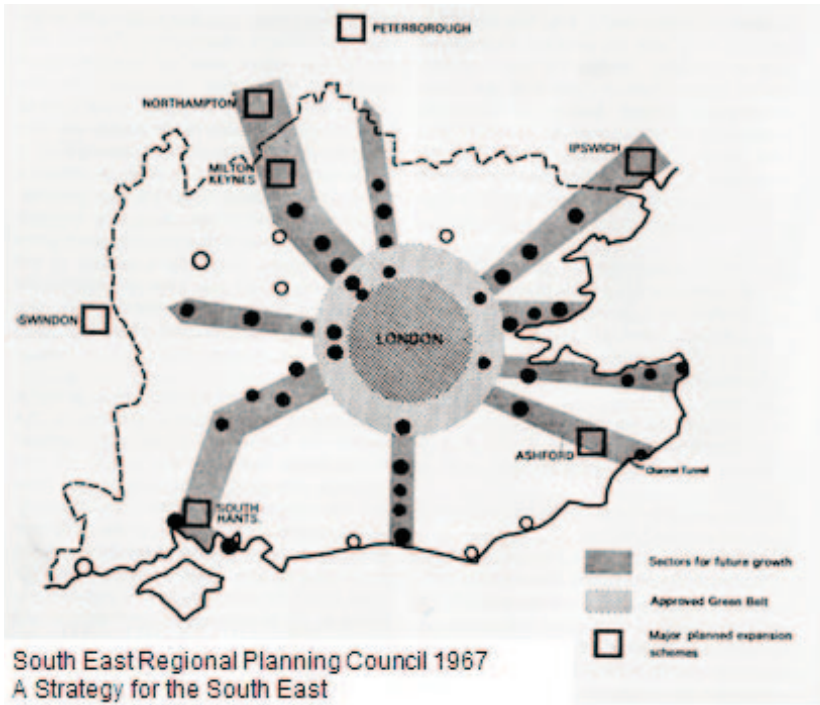 PETERBOROUGH
NORTHAMPTON
IPSWICH
MILTON
KEYNES
SWINDON
LONDON
ASHFORD
Channel Tunnel
SOUTH
HANTS.
Sectors for future growth
Approved Green Belt
Major planned expansion
schemes
South East Regional Planning Council 1967
A Strategy for the South East